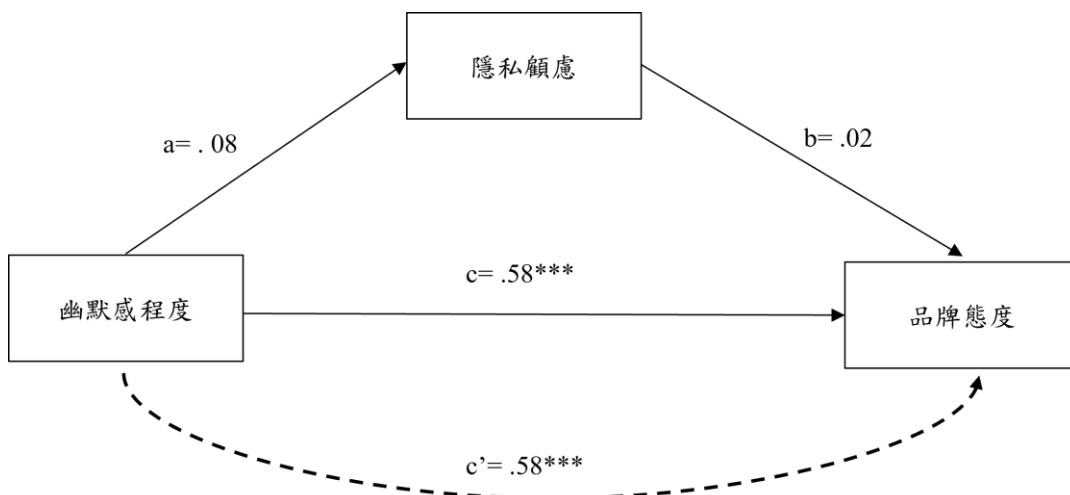 隱私顧慮
a= . 08
b= .02
c= .58***
幽默感程度
品牌態度
c’= .58***